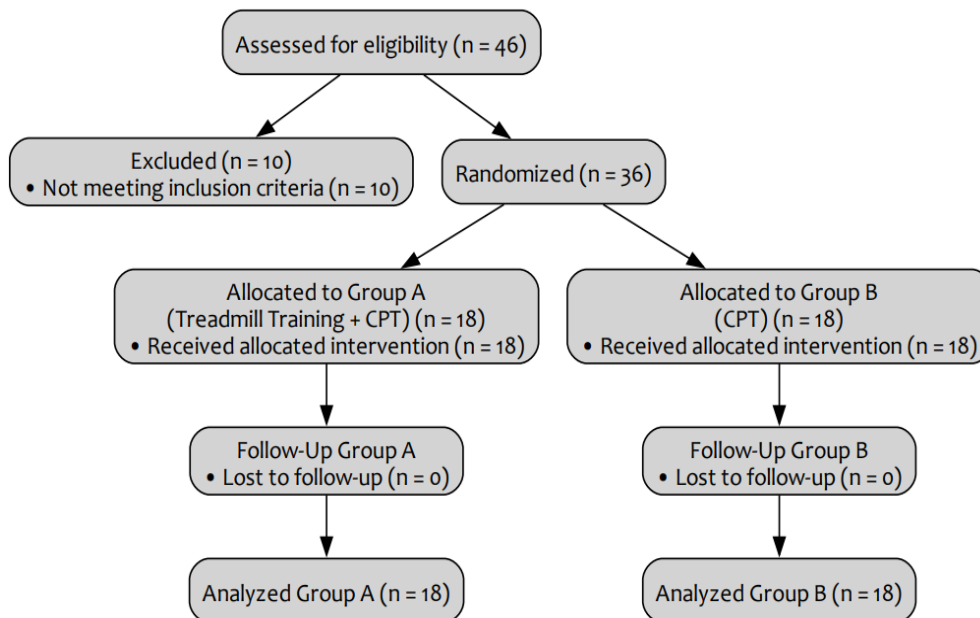 Assessed for eligibility (n = 46)
Excluded (n = 10)
• Not meeting inclusion criteria (n = 10)
Randomized (n = 36)
Allocated to Group A
(Treadmill Training + CPT) (n = 18)
• Received allocated intervention (n = 18)
Allocated to Group B
(CPT) (n = 18)
• Received allocated intervention (n = 18)
Follow-Up Group A
• Lost to follow-up (n = 0)
Follow-Up Group B
• Lost to follow-up (n = 0)
Analyzed Group A (n = 18)
Analyzed Group B (n = 18)